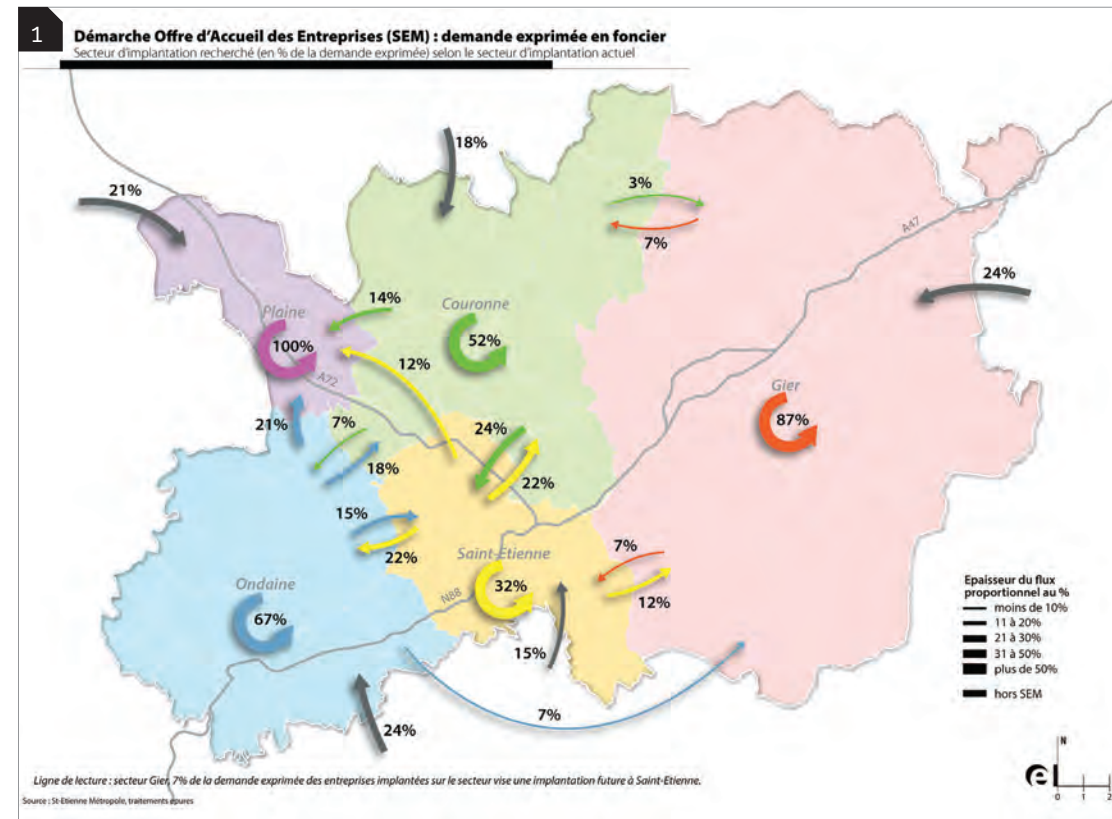 1
Démarche Offre d'Accueil des Entreprises (SEM) : demande exprimée en foncier
Secteur d'implantation recherché (en % de la demande exprimée) selon le secteur d'implantation actuel
18%
21%
3%
A47
7%
24%
14%
Couronne
Plaine
100%
52%
12%
A72
Gier
87%
21%
7%
24%
18%
22%
15%
22%
Saint-Etienne
7%
32%
12%
Ondaine
N88
67%
15%
7%
24%
Epaisseur du flux
proportionnel au %
moins de 10%
11 à 20%
21 à 30%
31 à 50%
plus de 50%
hors SEM
N
0 1 2
Ligne de lecture : secteur Gier, 7% de la demande exprimée des entreprises implantées sur le secteur vise une implantation future à Saint-Etienne.
Source : St-Etienne Métropole, traitements épures